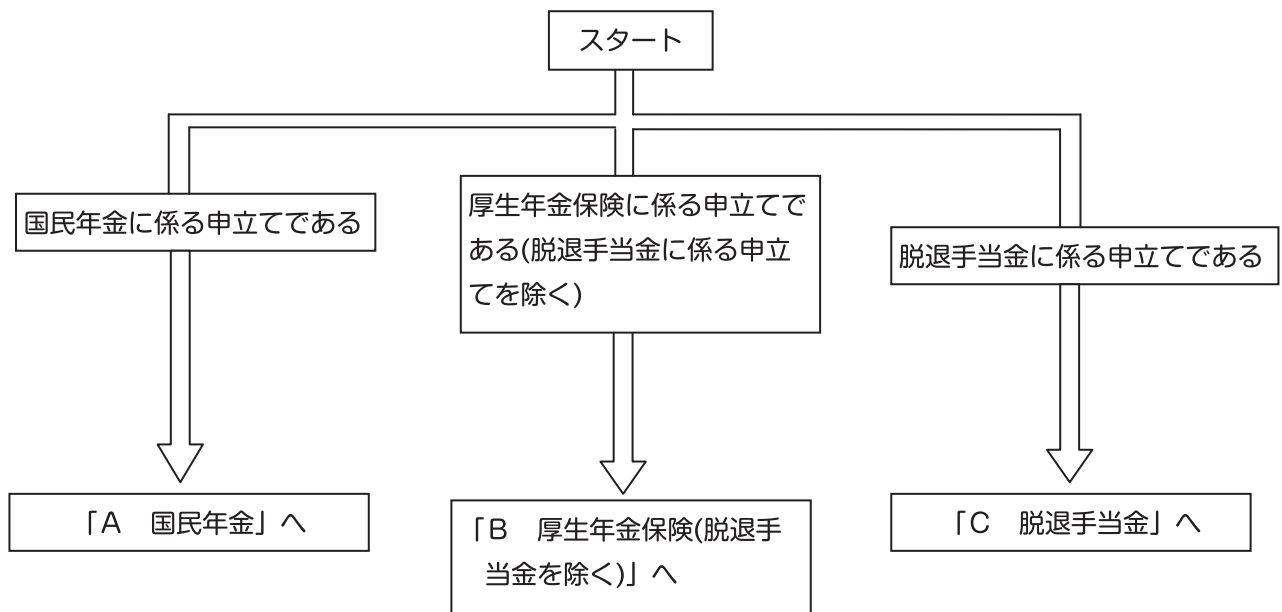 スタート
国民年金に係る申立てである
厚生年金保険に係る申立てで
ある(脱退手当金に係る申立
てを除く)
脱退手当金に係る申立てである
「A　国民年金」へ
「B　厚生年金保険(脱退手
当金を除く)」へ
「C　脱退手当金」へ